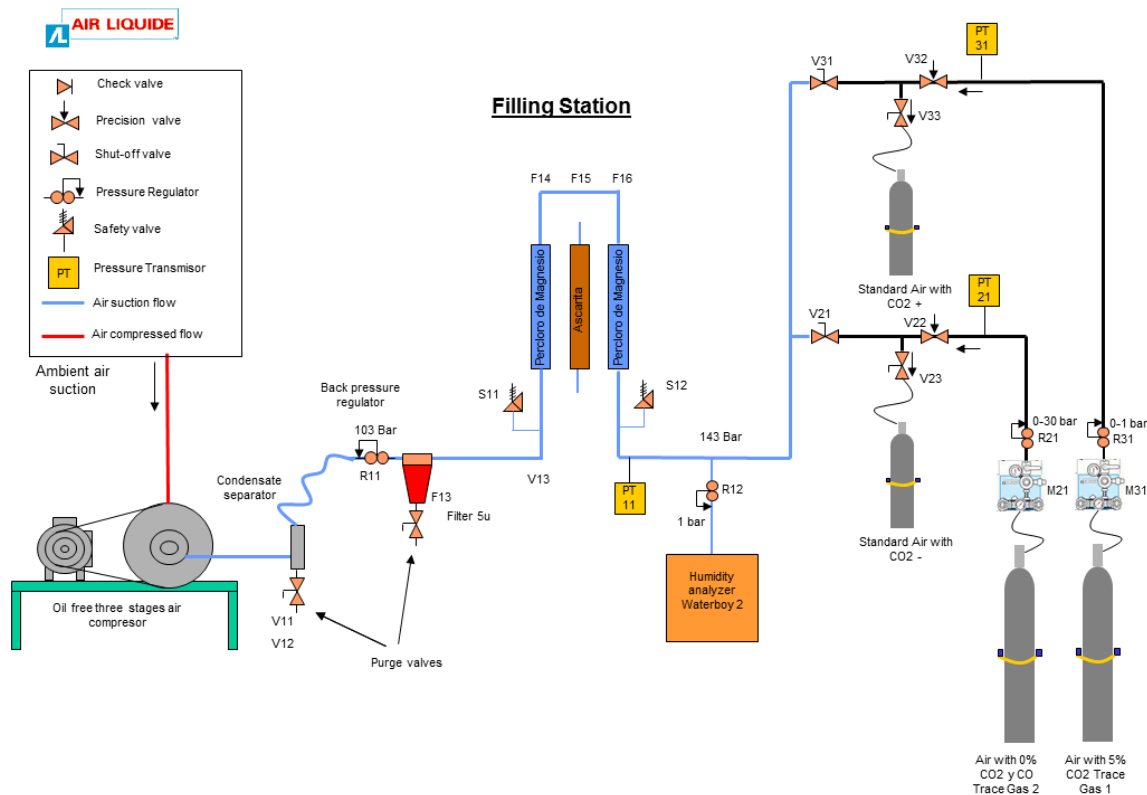 AIR LIQUIDE
AL
Check valve
Precision valve
Shut-off valve
Pressure Regulator
Safety valve
PT
Pressure Transmisor
Air suction flow
Air compressed flow
Filling Station
Ambient air
suction
Condensate
separator
Back pressure
regulator
103 Bar
R11
F13
Filter 5u
Oil free three stages air
compresor
V11
V12
Purge valves
F14
F15
F16
Percloro de Magnesio
Ascarita
Percloro de Magnesio
S11
S12
V13
PT
11
143 Bar
R12
1 bar
Humidity
analyzer
Waterboy 2
V31
V32
PT
31
V33
Standard Air with
CO2 +
V21
V22
PT
21
V23
Standard Air with
CO2 -
0-30 bar
R21
0-1 bar
R31
M21
M31
Air with 0%
CO2 y CO
Trace Gas 2
Air with 5%
CO2 Trace
Gas 1